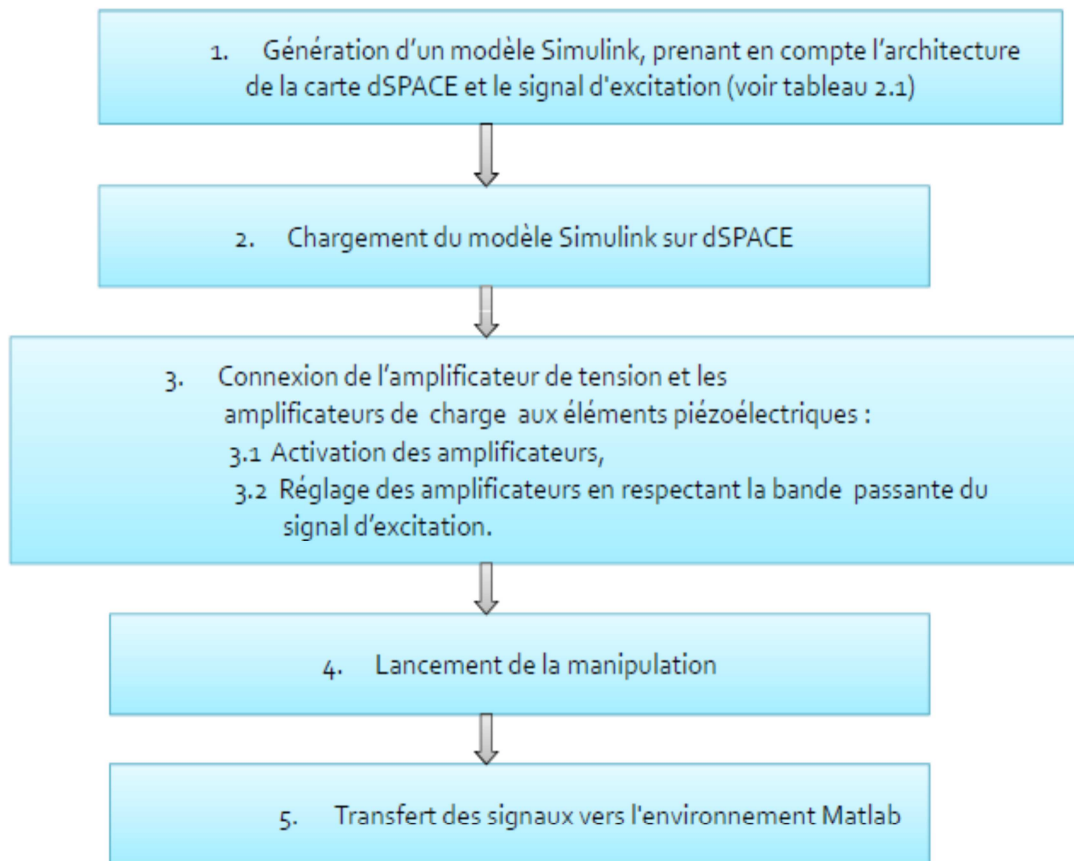 1. Génération d'un modèle Simulink, prenant en compte l'architecture
de la carte dSPACE et le signal d'excitation (voir tableau 2.1)
2. Chargement du modèle Simulink sur dSPACE
3. Connexion de l'amplificateur de tension et les
amplificateurs de charge aux éléments piézoélectriques :
3.1 Activation des amplificateurs,
3.2 Réglage des amplificateurs en respectant la bande passante du
signal d'excitation.
4. Lancement de la manipulation
5. Transfert des signaux vers l'environnement Matlab